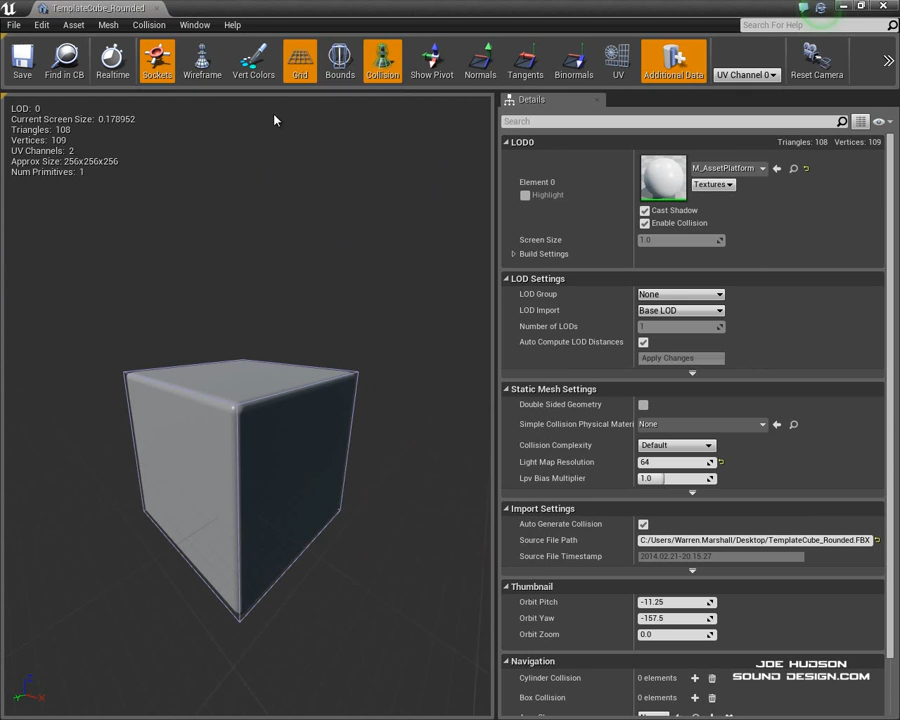 TemplateCube_Rounded
File Edit Asset Mesh Collision Window Help
Search For Help
Save Find in CB Realtime Sockets Wireframe Vert Colors Grid Bounds Collision Show Pivot Normals Tangents Binormals UV Additional Data UV Channel 0 Reset Camera
LOD: 0
Current Screen Size: 0.178952
Triangles: 108
Vertices: 109
UV Channels: 2
Approx Size: 256x256x256
Num Primitives: 1
Details
Search
LOD0 Triangles: 108 Vertices: 109
M_AssetPlatform
Element 0
Textures
Highlight
Cast Shadow
Enable Collision
Screen Size 1.0
Build Settings
LOD Settings
LOD Group None
LOD Import Base LOD
Number of LODs 1
Auto Compute LOD Distances
Apply Changes
Static Mesh Settings
Double Sided Geometry
Simple Collision Physical Materi None
Collision Complexity Default
Light Map Resolution 64
Lpv Bias Multiplier 1.0
Import Settings
Auto Generate Collision
Source File Path C:/Users/Warren.Marshall/Desktop/TemplateCube_Rounded.FBX
Source File Timestamp 2014.02.21-20.15.27
Thumbnail
Orbit Pitch -11.25
Orbit Yaw -157.5
Orbit Zoom 0.0
Navigation
Cylinder Collision 0 elements
Box Collision 0 elements
JOE HUDSON
SOUND DESIGN.COM